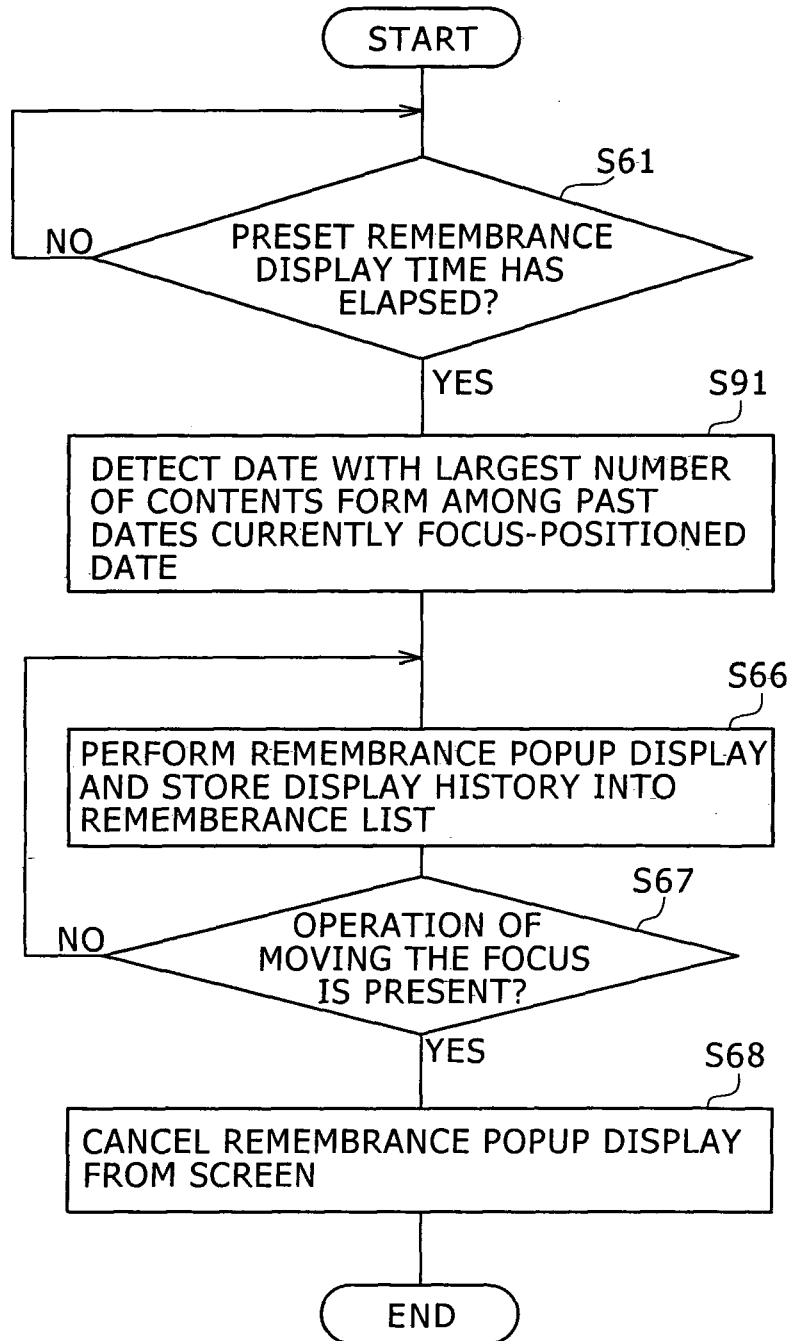 START
S61
NO
PRESET REMEMBRANCE
DISPLAY TIME HAS
ELAPSED?
YES
S91
DETECT DATE WITH LARGEST NUMBER
OF CONTENTS FORM AMONG PAST
DATES CURRENTLY FOCUS-POSITIONED
DATE
S66
PERFORM REMEMBRANCE POPUP DISPLAY
AND STORE DISPLAY HISTORY INTO
REMEMBERANCE LIST
S67
NO
OPERATION OF
MOVING THE FOCUS
IS PRESENT?
YES
S68
CANCEL REMEMBRANCE POPUP DISPLAY
FROM SCREEN
END